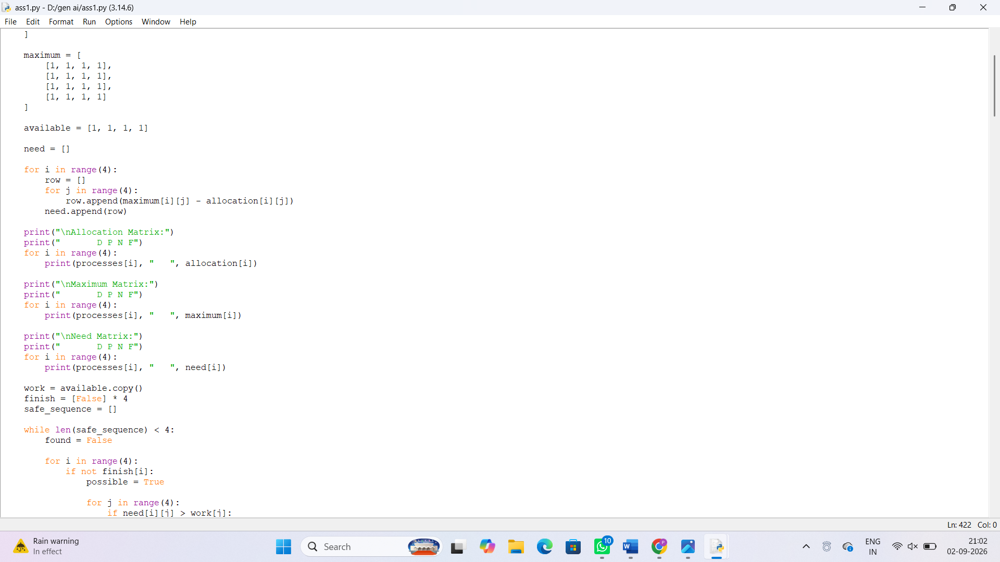 ass1.py - D:/gen ai/ass1.py (3.14.6)
File Edit Format Run Options Window Help
]
maximum = [
[1, 1, 1, 1],
[1, 1, 1, 1],
[1, 1, 1, 1],
[1, 1, 1, 1]
]
available = [1, 1, 1, 1]
need = []
for i in range(4):
row = []
for j in range(4):
row.append(maximum[i][j] - allocation[i][j])
need.append(row)
print("\nAllocation Matrix:")
print("       D P N F")
for i in range(4):
print(processes[i], "   ", allocation[i])
print("\nMaximum Matrix:")
print("       D P N F")
for i in range(4):
print(processes[i], "   ", maximum[i])
print("\nNeed Matrix:")
print("       D P N F")
for i in range(4):
print(processes[i], "   ", need[i])
work = available.copy()
finish = [False] * 4
safe_sequence = []
while len(safe_sequence) < 4:
found = False
for i in range(4):
if not finish[i]:
possible = True
for j in range(4):
if need[i][j] > work[j]:
Ln: 422 Col: 0
Rain warning
In effect
Search
10
ENG
IN
21:02
02-09-2026